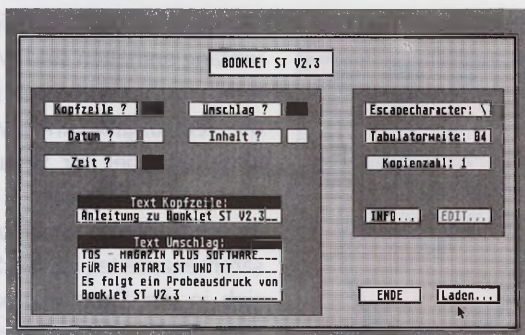 BOOKLET ST V2.3
Kopfzeile ?
Umschlag ?
Datum ?
Inhalt ?
Zeit ?
Text Kopfzeile:
Anleitung zu Booklet ST V2.3__
Text Umschlag:
TOS - MAGAZIN PLUS SOFTWARE___
FÜR DEN ATARI ST UND TT______
Es folgt ein Probeausdruck von
Booklet ST V2.3 . . . ________
Escapecharacter: \
Tabulatorweite: 04
Kopienzahl: 1
INFO...
EDIT...
ENDE
Laden...